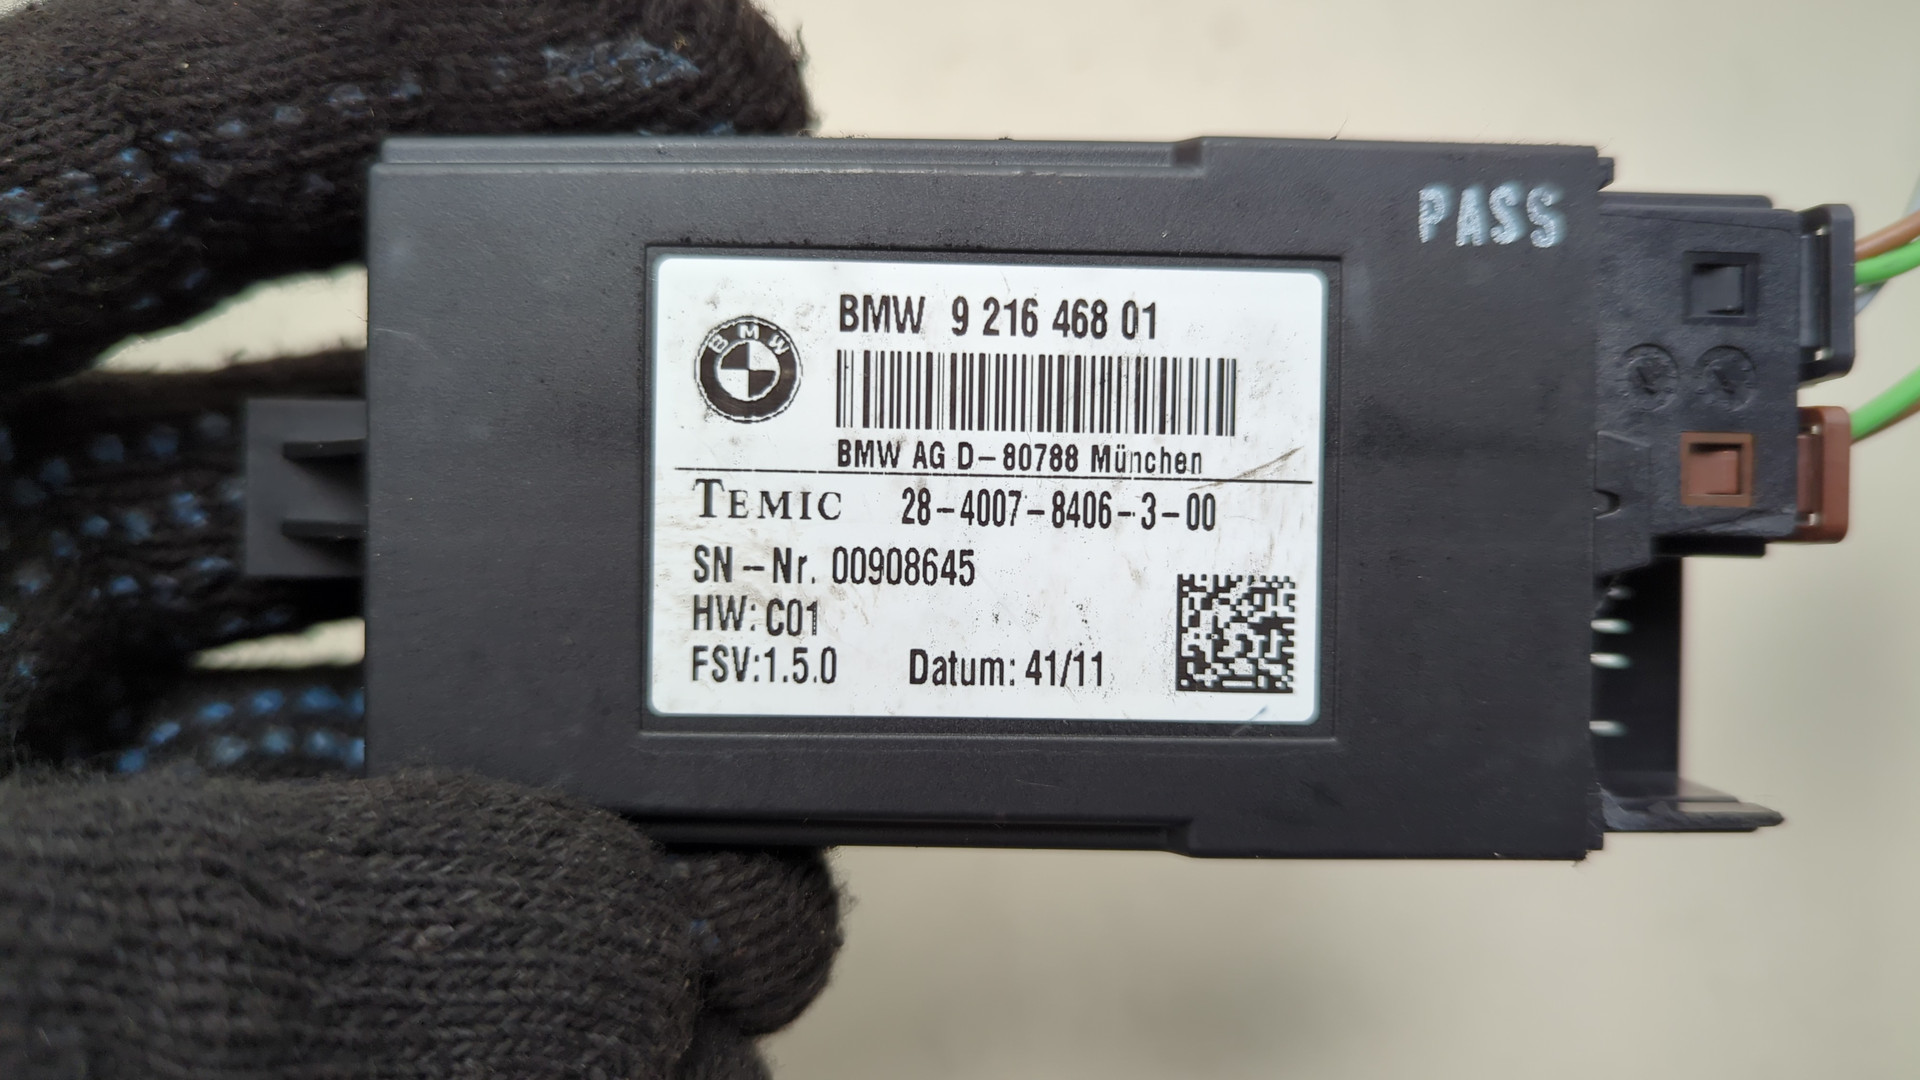 PASS
BMW
BMW 9 216 468 01
BMW AG D-80788 München
TEMIC 28-4007-8406-3-00
SN-Nr. 00908645
HW: C01
FSV:1.5.0 Datum: 41/11